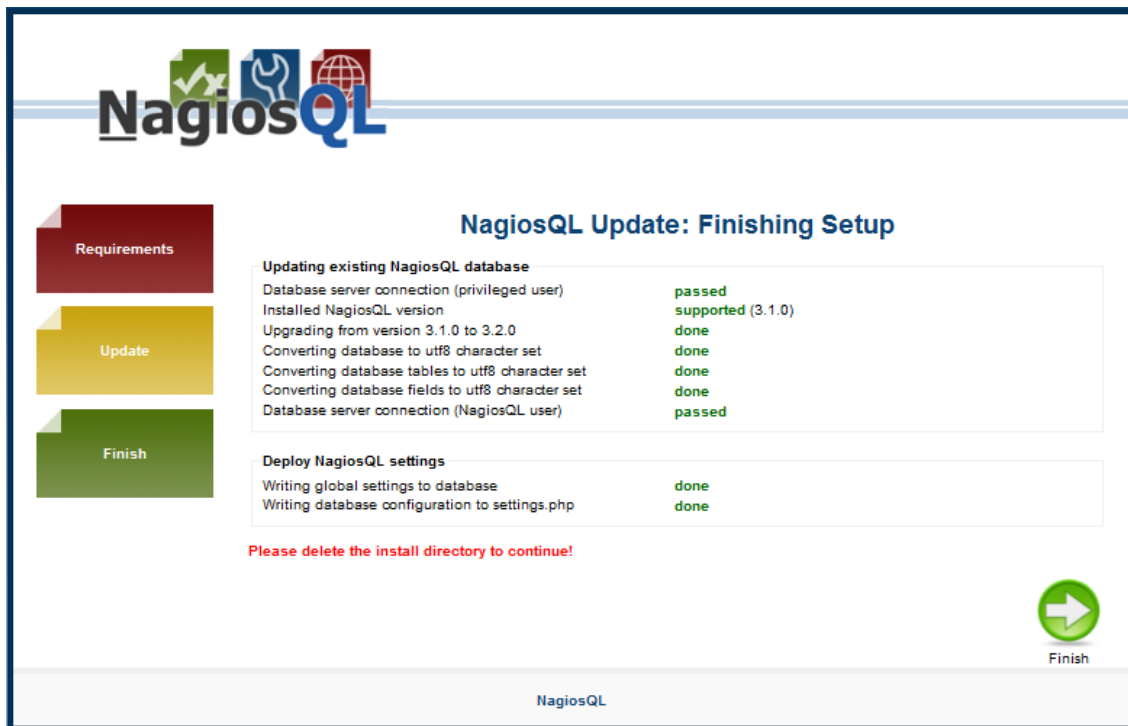 NagiosQL
Requirements
Update
Finish
NagiosQL Update: Finishing Setup
Updating existing NagiosQL database
Database server connection (privileged user) passed
Installed NagiosQL version supported (3.1.0)
Upgrading from version 3.1.0 to 3.2.0 done
Converting database to utf8 character set done
Converting database tables to utf8 character set done
Converting database fields to utf8 character set done
Database server connection (NagiosQL user) passed
Deploy NagiosQL settings
Writing global settings to database done
Writing database configuration to settings.php done
Please delete the install directory to continue!
Finish
NagiosQL